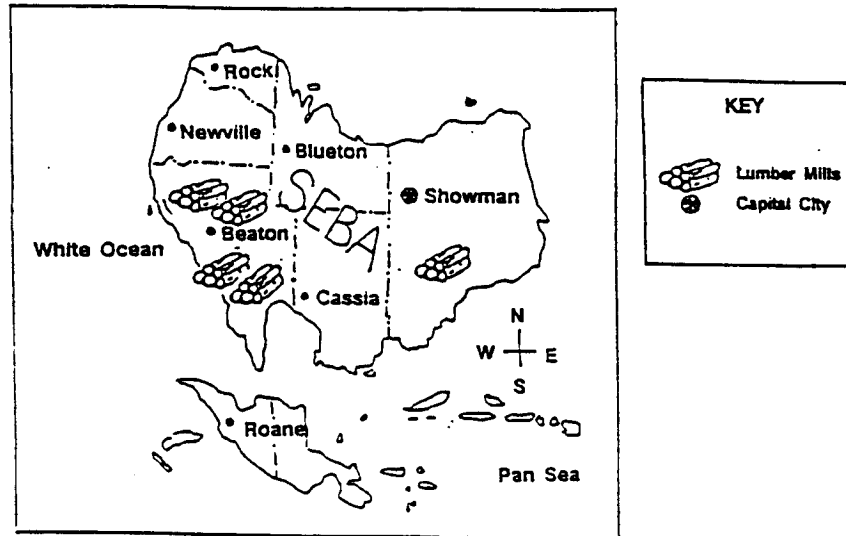 Rock
Newville
Blueton
SEBA
Showman
Beaton
White Ocean
Cassia
N
W E
S
Roane
Pan Sea
KEY
Lumber Mills
Capital City